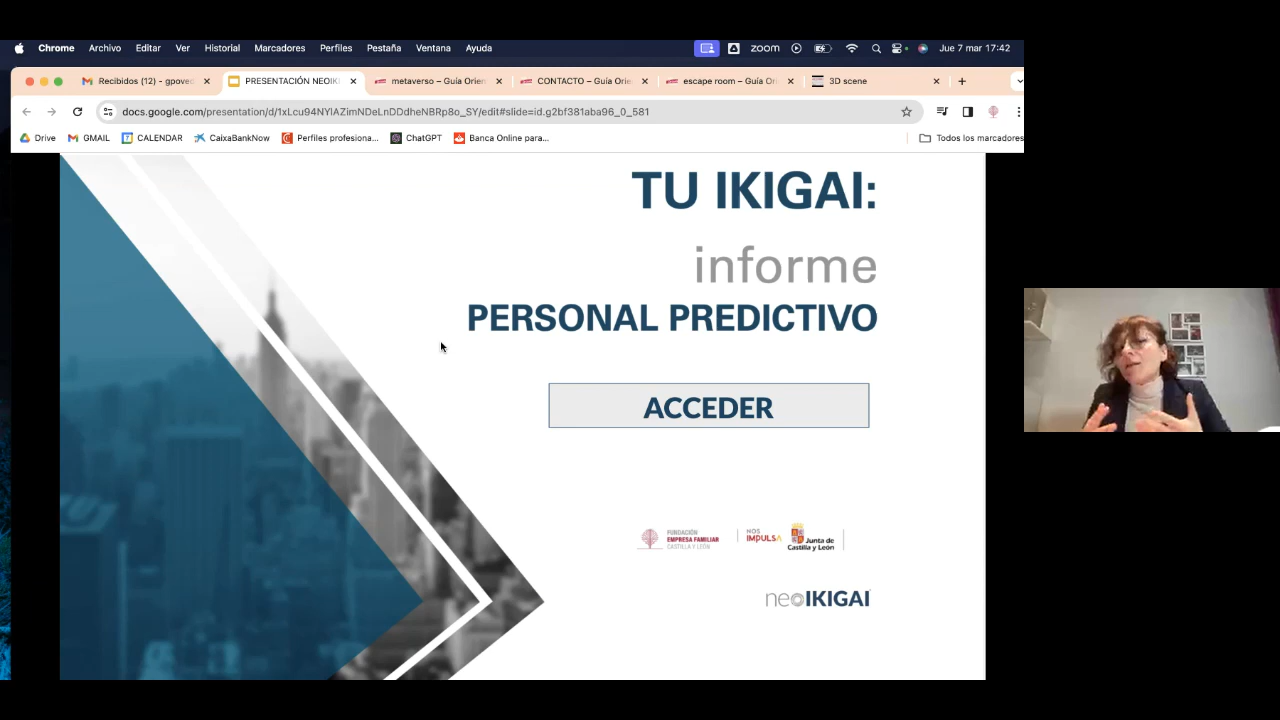 Chrome Archivo Editar Ver Historial Marcadores Perfiles Pestaña Ventana Ayuda zoom Jue 7 mar 17:42
Recibidos (12) - gpoved PRESENTACIÓN NEOIKI metaverso – Guía Orien CONTACTO – Guía Orie escape room – Guía Ori 3D scene
docs.google.com/presentation/d/1xLcu94NYlAZimNDeLnDDdheNBRp8o_SY/edit#slide=id.g2bf381aba96_0_581
Drive GMAIL CALENDAR CaixaBankNow Perfiles profesiona... ChatGPT Banca Online para... Todos los marcadores
TU IKIGAI:
informe
PERSONAL PREDICTIVO
ACCEDER
FUNDACIÓN
EMPRESA FAMILIAR
CASTILLA Y LEÓN
NOS
IMPULSA
Junta de
Castilla y León
neoIKIGAI